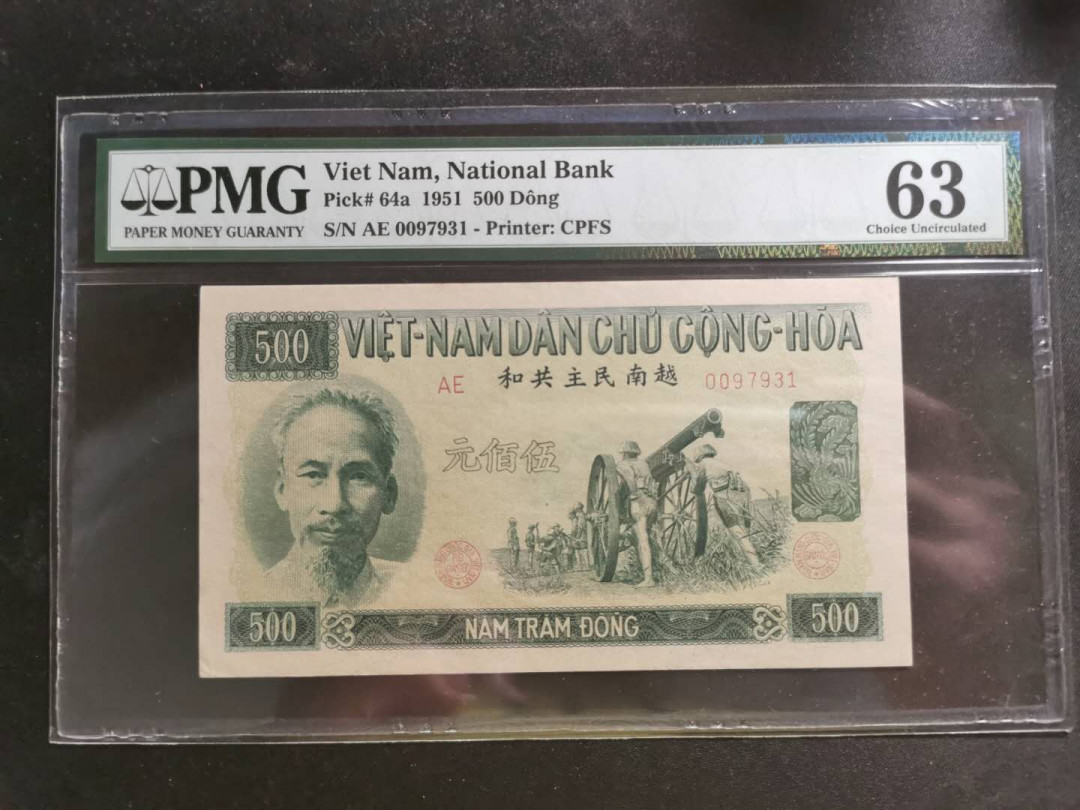 PMG
PAPER MONEY GUARANTY
Viet Nam, National Bank
Pick# 64a 1951 500 Dông
S/N AE 0097931 - Printer: CPFS
63
Choice Uncirculated
500
VIỆT-NAM DÂN CHỦ CỘNG-HÒA
AE
和共主民南越
0097931
元佰伍
500
NĂM TRĂM ĐỒNG
500